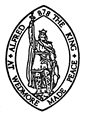 AT WEDMORE ALFRED 878 THE KING MADE PEACE